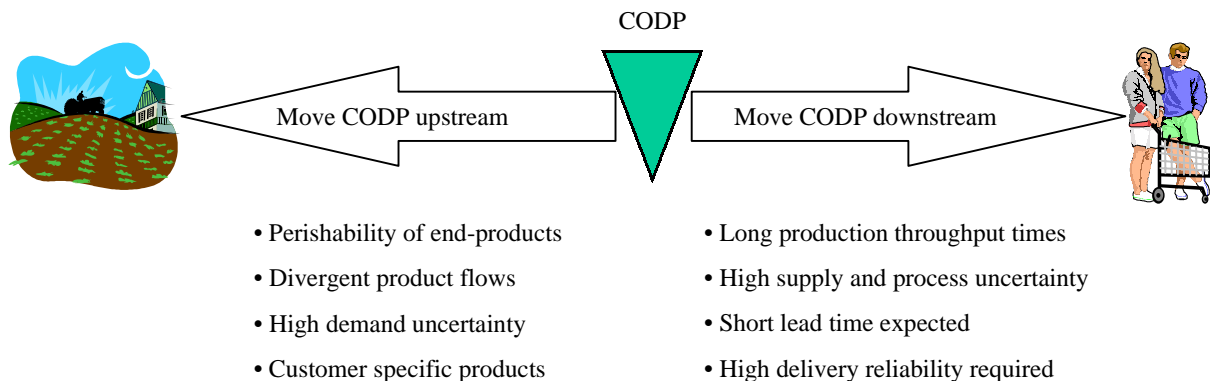 CODP
Move CODP upstream
Move CODP downstream
• Perishability of end-products
• Divergent product flows
• High demand uncertainty
• Customer specific products
• Long production throughput times
• High supply and process uncertainty
• Short lead time expected
• High delivery reliability required